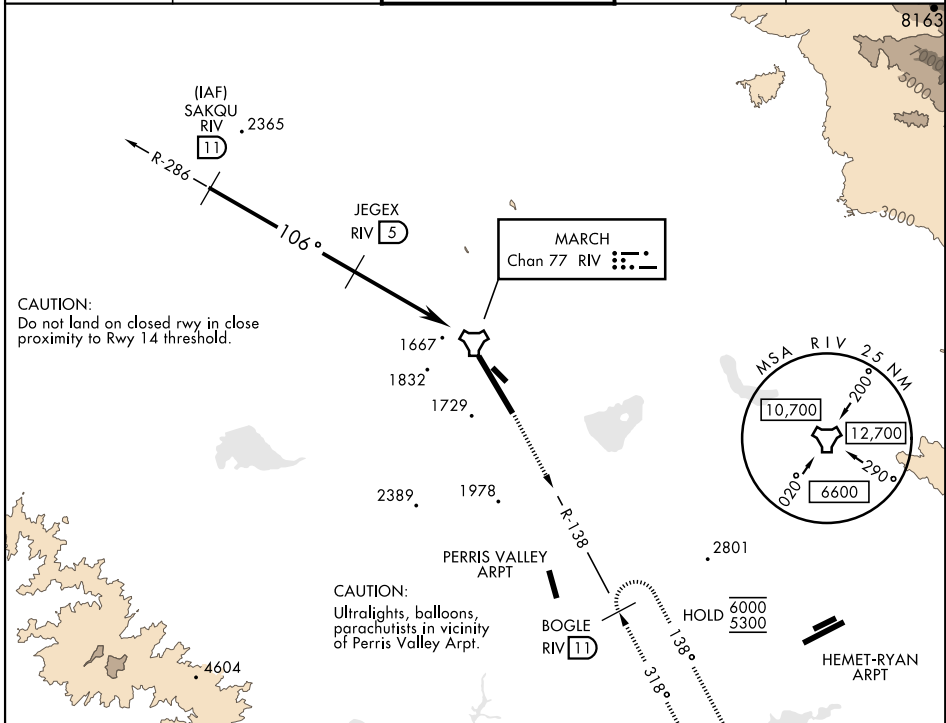 8163
7000
5000
3000
(IAF)
SAKQU
RIV
11
2365
R-286
106°
JEGEX
RIV 5
MARCH
Chan 77 RIV
CAUTION:
Do not land on closed rwy in close
proximity to Rwy 14 threshold.
1667
1832
1729
MSA RIV 25 NM
200°
10,700
12,700
290°
020°
6600
2389
1978
R-138
2801
PERRIS VALLEY
ARPT
CAUTION:
Ultralights, balloons,
parachutists in vicinity
of Perris Valley Arpt.
BOGLE
RIV 11
HOLD 6000
5300
138°
318°
HEMET-RYAN
ARPT
4604